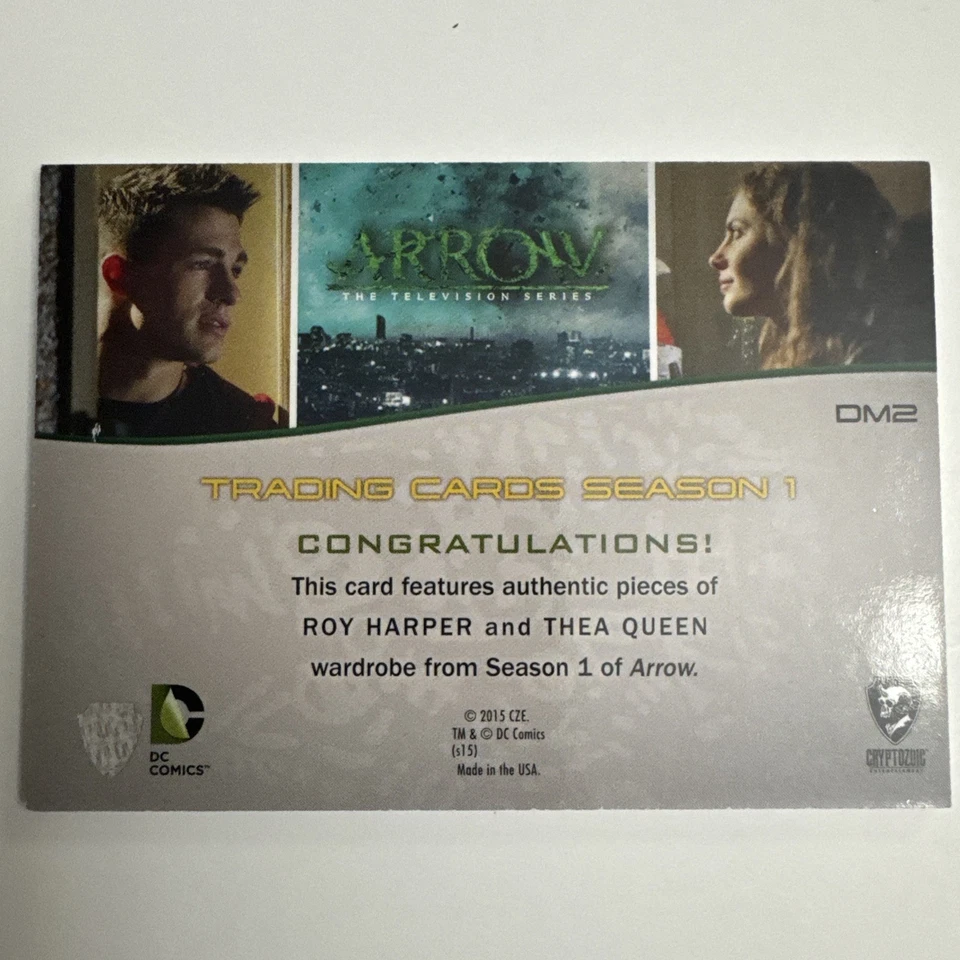 ARROW
THE TELEVISION SERIES
DM2
TRADING CARDS SEASON 1
CONGRATULATIONS!
This card features authentic pieces of
ROY HARPER and THEA QUEEN
wardrobe from Season 1 of Arrow.
DC
COMICS™
© 2015 CZE.
TM & © DC Comics
(s15)
Made in the USA.
CRYPTOZOIC
ENTERTAINMENT